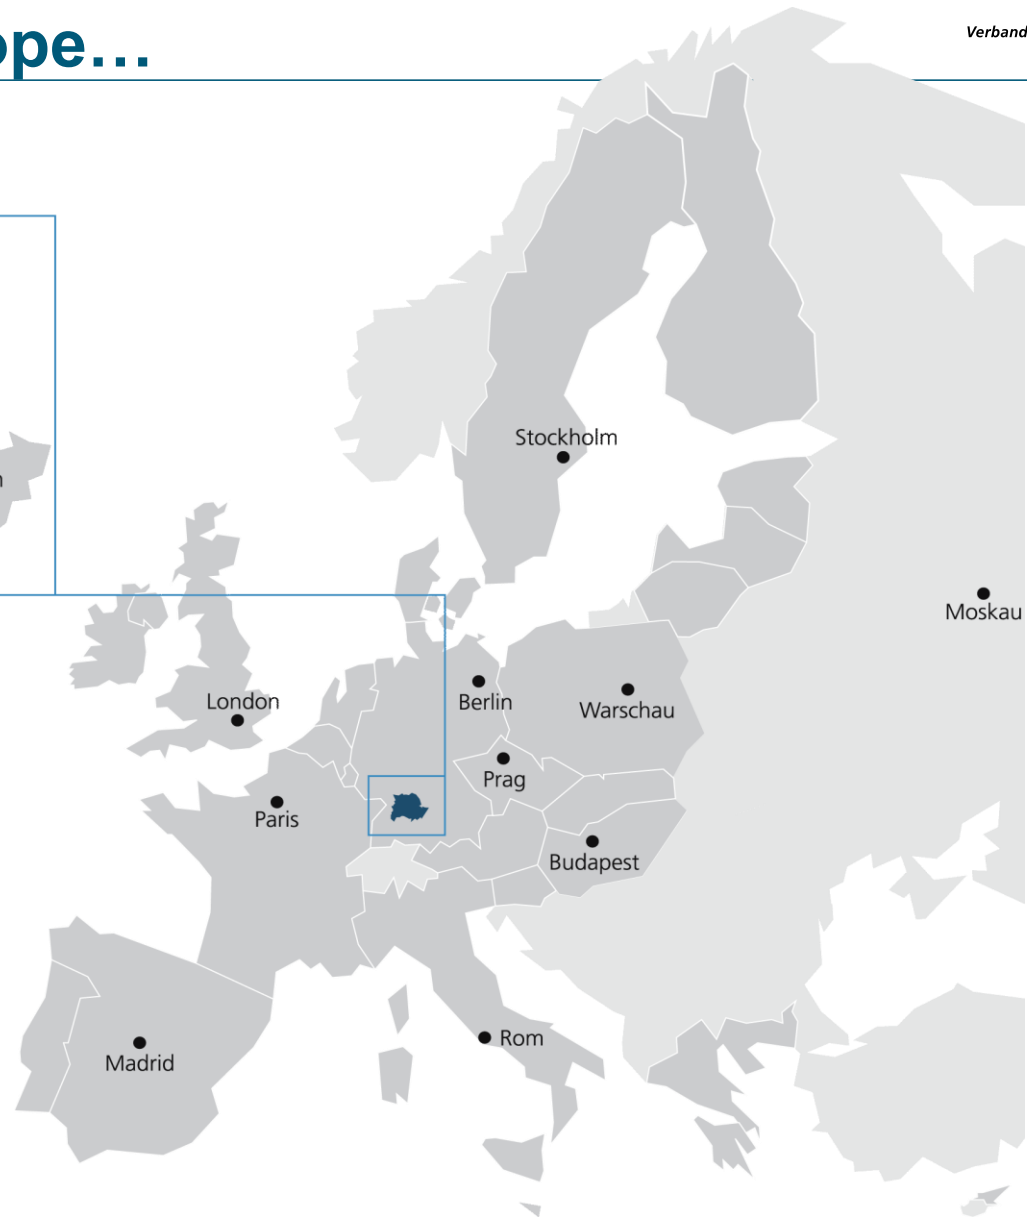 ope…
Verband
Stockholm
Moskau
London
Berlin
Warschau
Prag
Paris
Budapest
Rom
Madrid